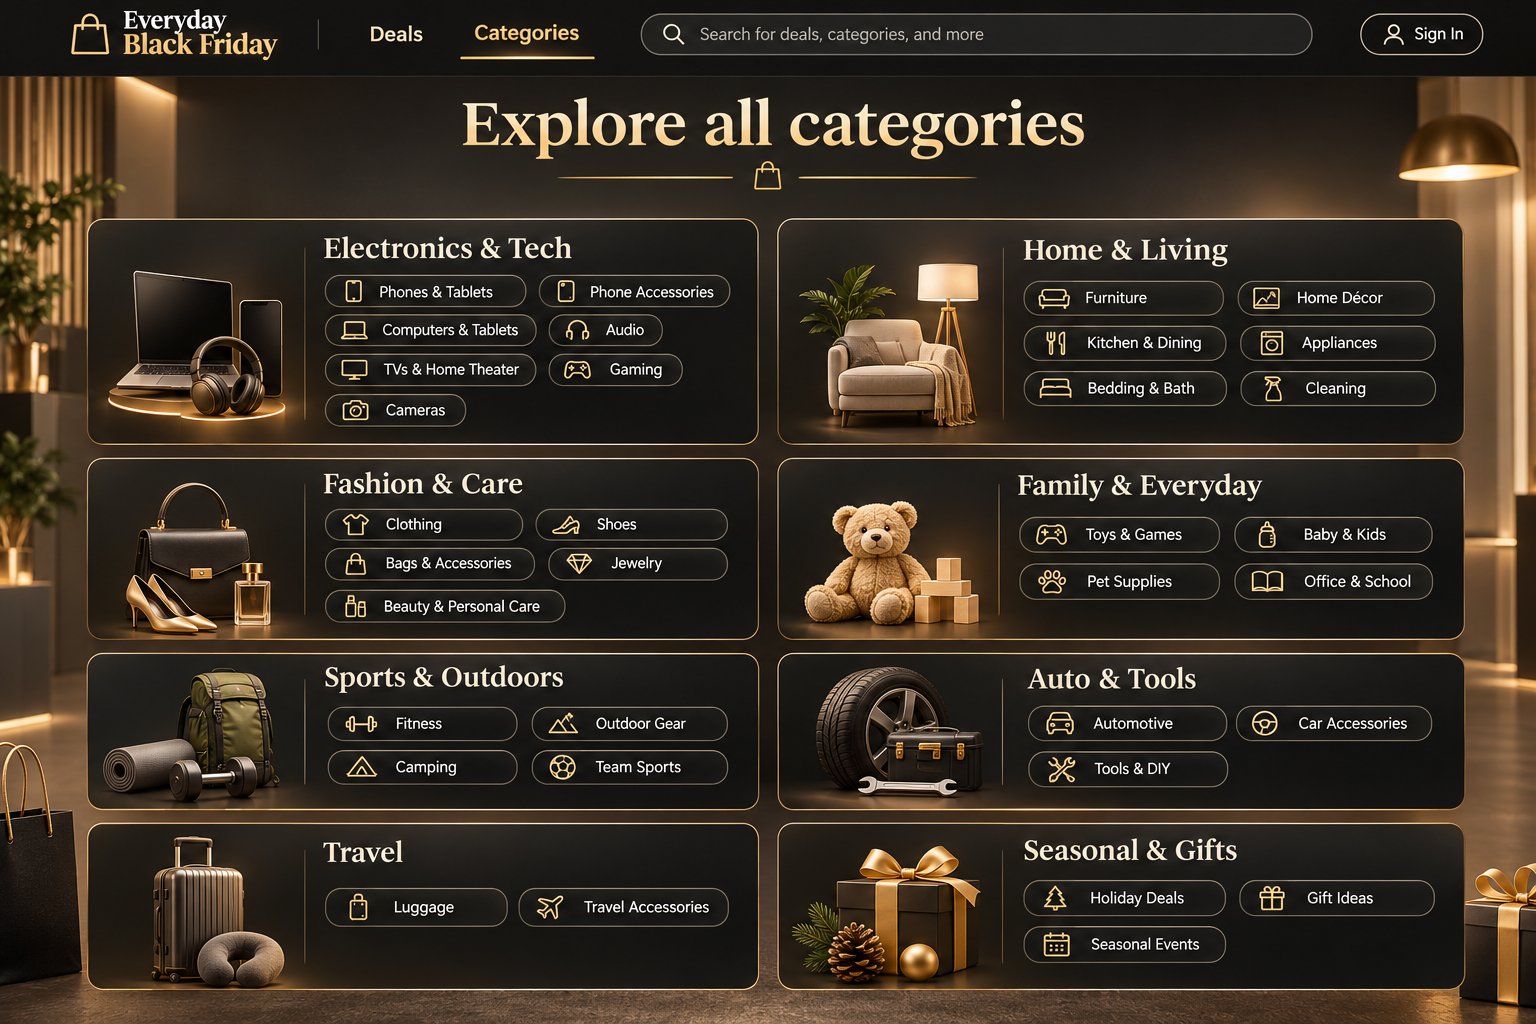 Everyday
Black Friday
Deals
Categories
Search for deals, categories, and more
Sign In
Explore all categories
Electronics & Tech
Phones & Tablets
Phone Accessories
Computers & Tablets
Audio
TVs & Home Theater
Gaming
Cameras
Home & Living
Furniture
Home Décor
Kitchen & Dining
Appliances
Bedding & Bath
Cleaning
Fashion & Care
Clothing
Shoes
Bags & Accessories
Jewelry
Beauty & Personal Care
Family & Everyday
Toys & Games
Baby & Kids
Pet Supplies
Office & School
Sports & Outdoors
Fitness
Outdoor Gear
Camping
Team Sports
Auto & Tools
Automotive
Car Accessories
Tools & DIY
Travel
Luggage
Travel Accessories
Seasonal & Gifts
Holiday Deals
Gift Ideas
Seasonal Events